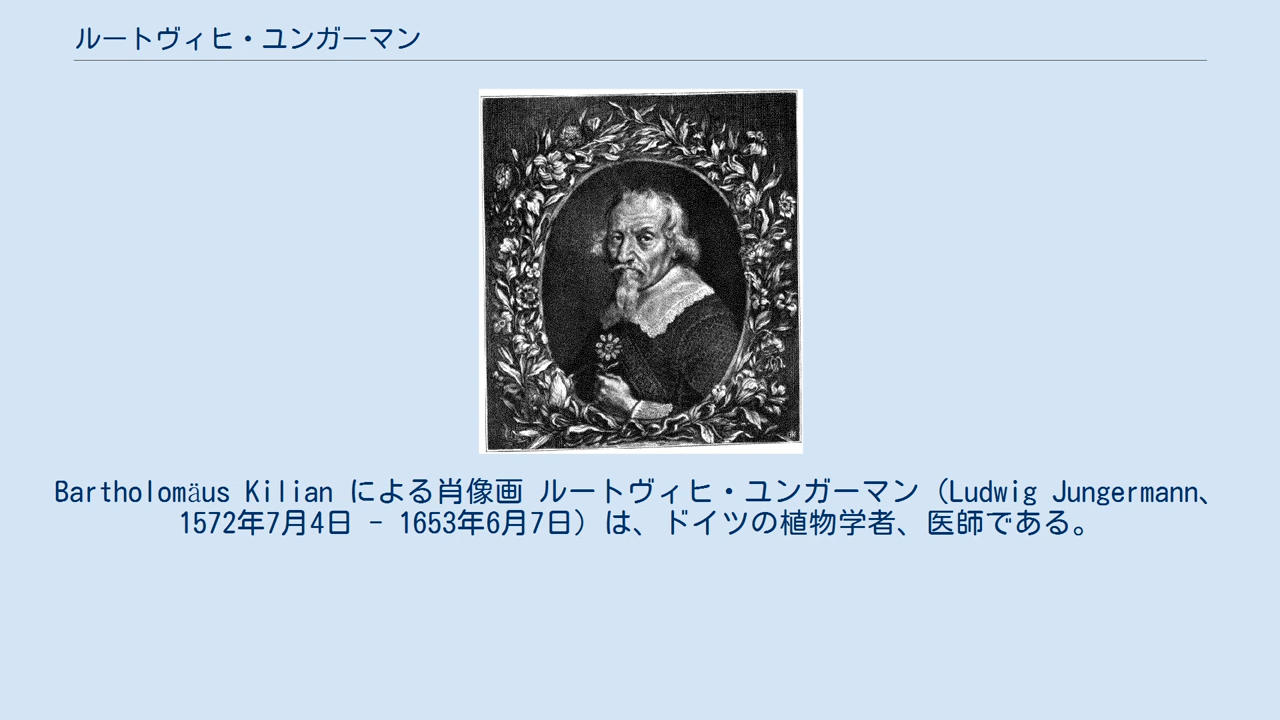 ルートヴィヒ・ユンガーマン
Bartholomäus Kilian による肖像画 ルートヴィヒ・ユンガーマン（Ludwig Jungermann、
1572年7月4日 - 1653年6月7日）は、ドイツの植物学者、医師である。